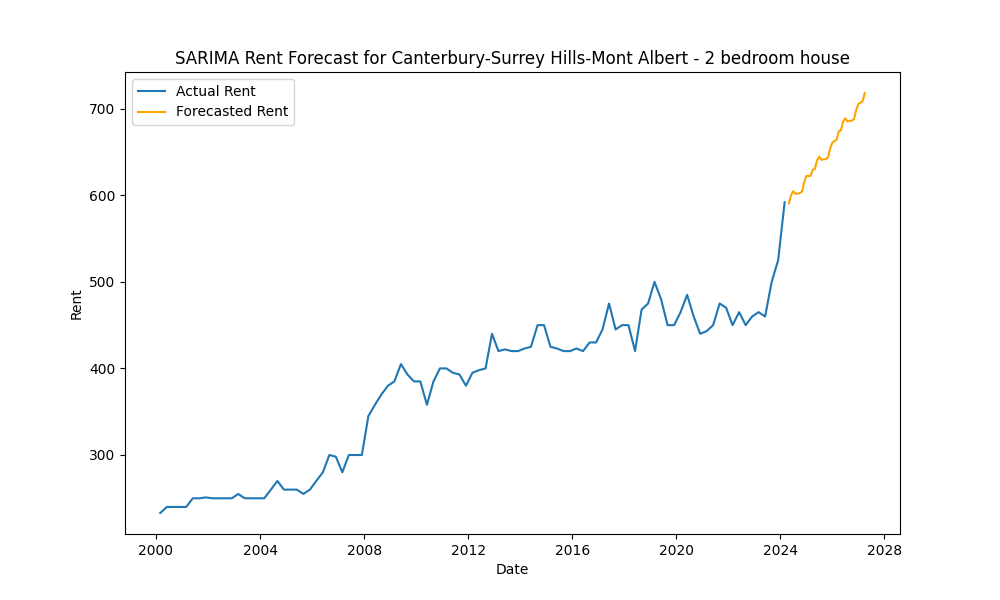 SARIMA Rent Forecast for Canterbury-Surrey Hills-Mont Albert - 2 bedroom house
Actual Rent
Forecasted Rent
700
600
500
400
300
Rent
2000 2004 2008 2012 2016 2020 2024 2028
Date